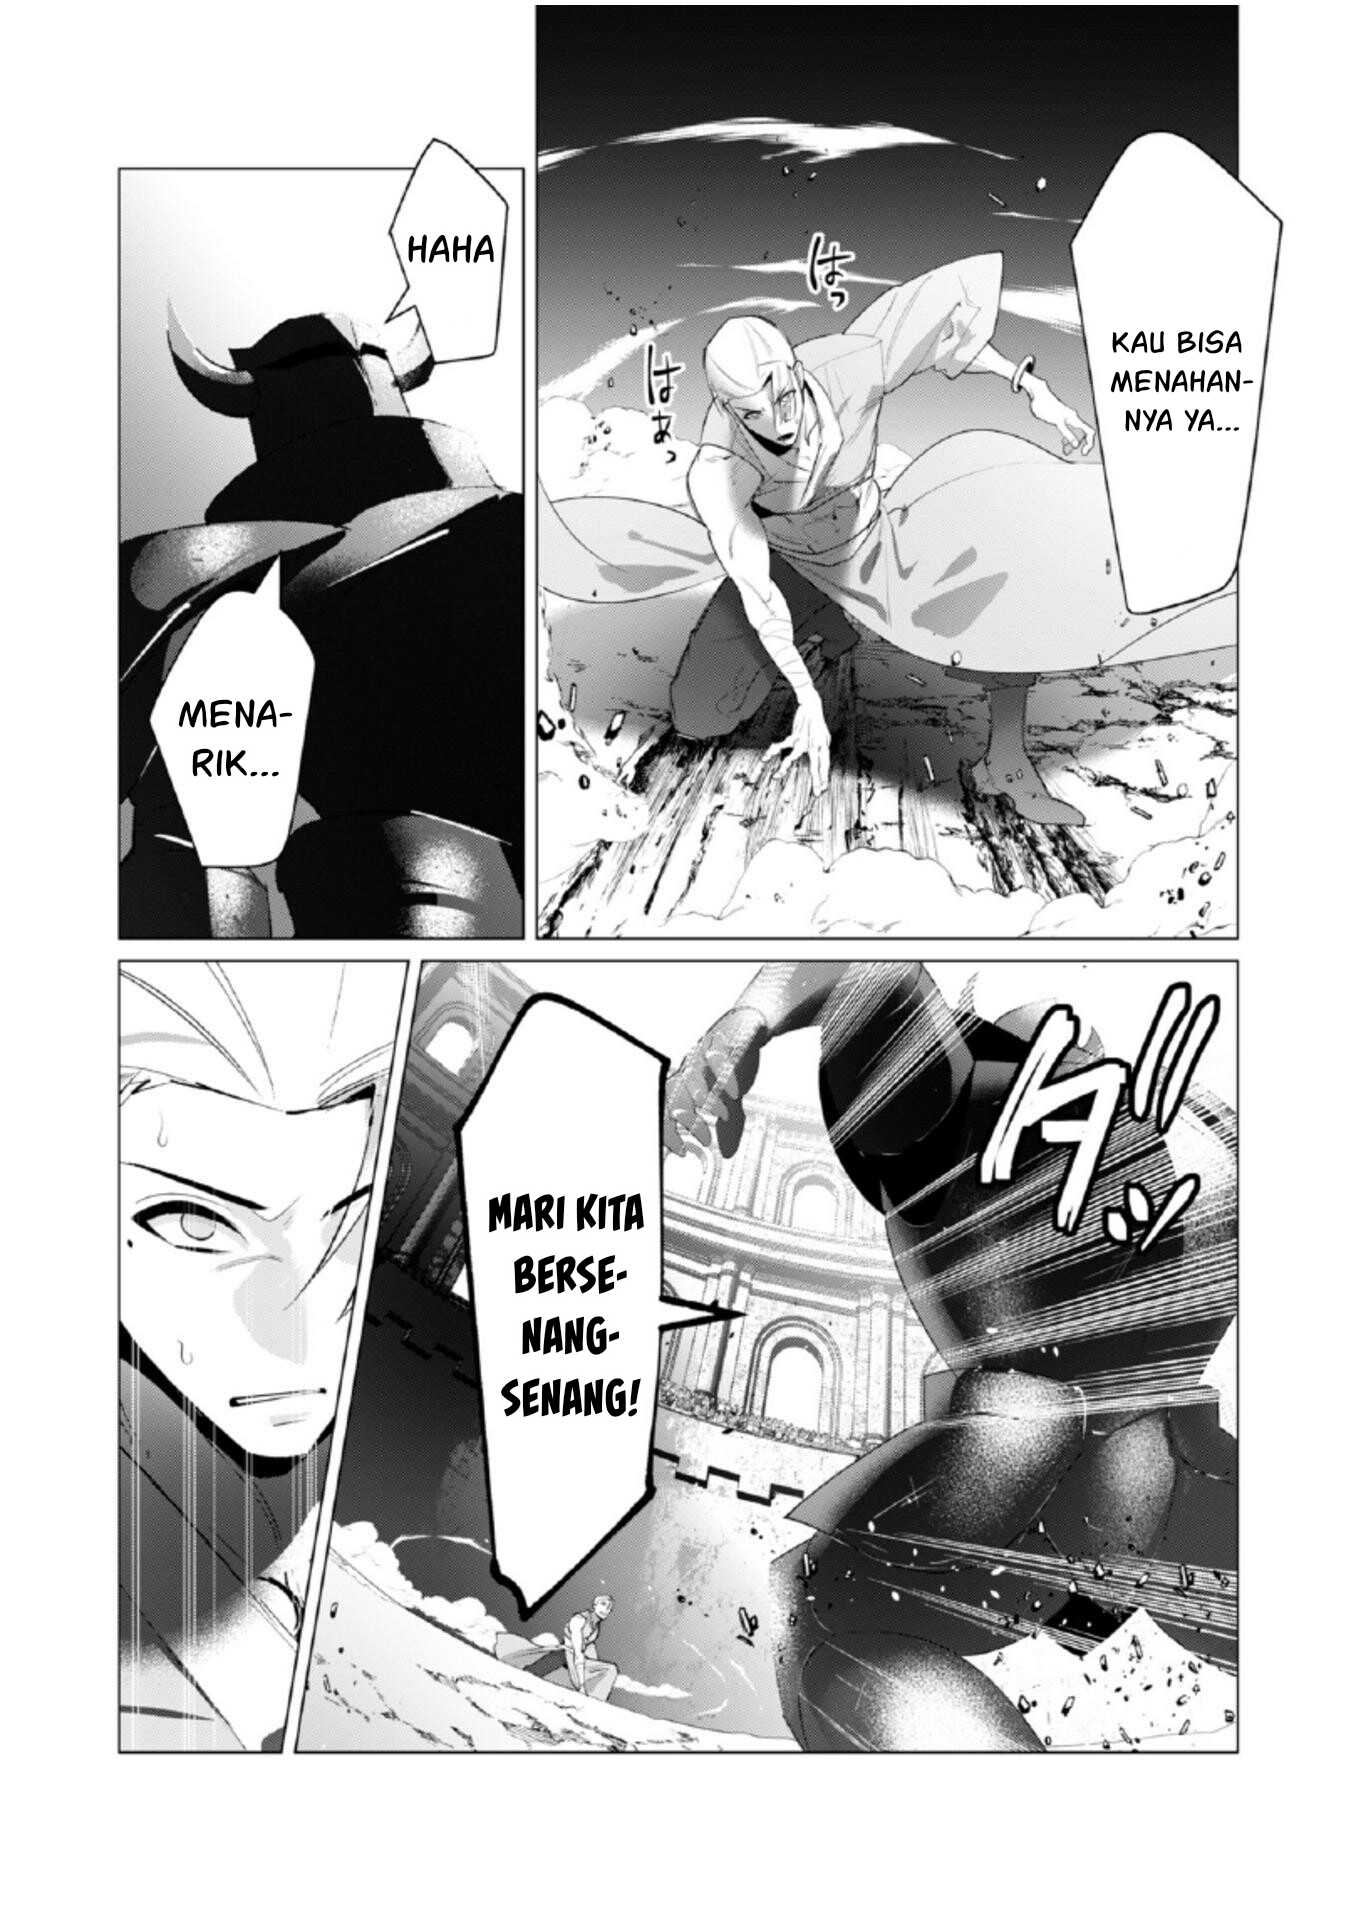 KAU BISA
MENAHAN-
NYA YA...
はっ
はぁっ
HAHA
MENA-
RIK...
ダッ
MARI KITA
BERSE-
NANG-
SENANG!